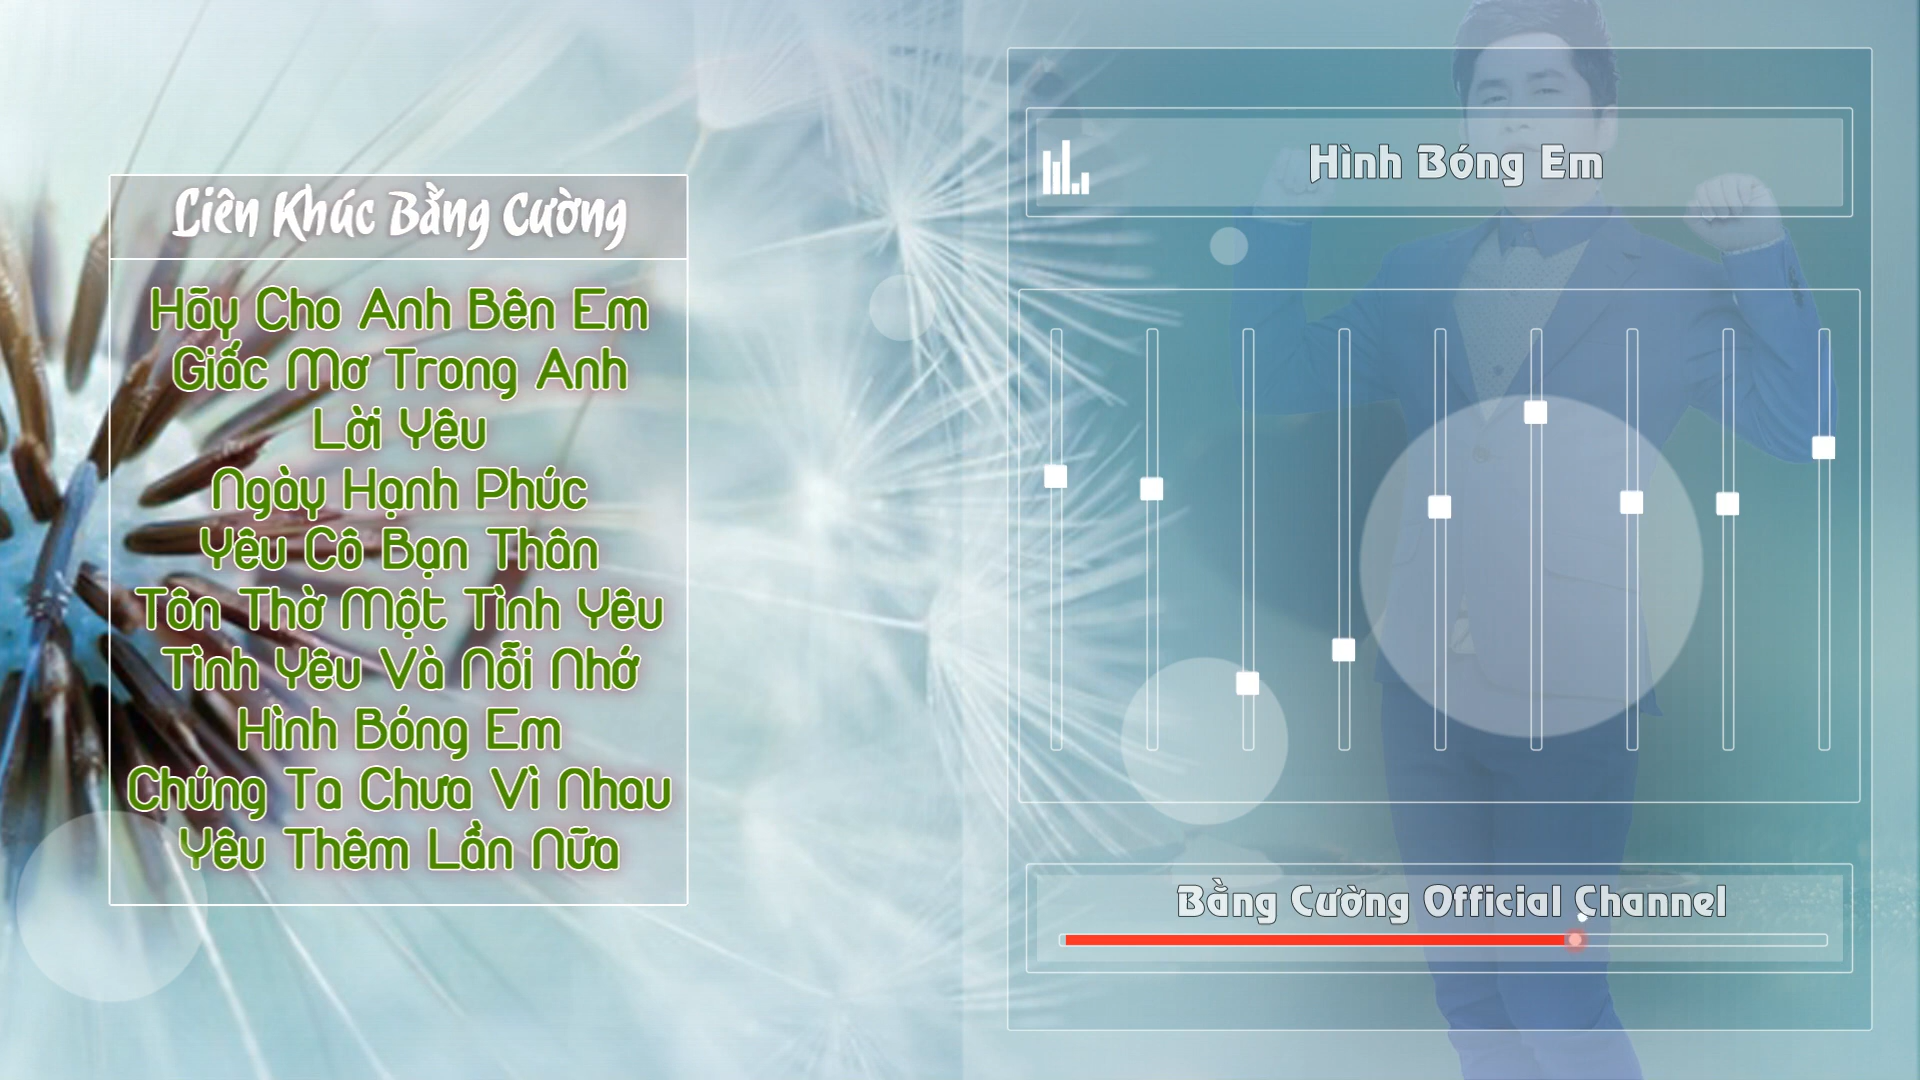 Liên Khúc Bằng Cường
Hãy Cho Anh Bên Em
Giấc Mơ Trong Anh
Lời Yêu
Ngày Hạnh Phúc
Yêu Cô Bạn Thân
Tôn Thờ Một Tình Yêu
Tình Yêu Và Nỗi Nhớ
Hình Bóng Em
Chúng Ta Chưa Vì Nhau
Yêu Thêm Lần Nữa
Hình Bóng Em
Bằng Cường Official Channel